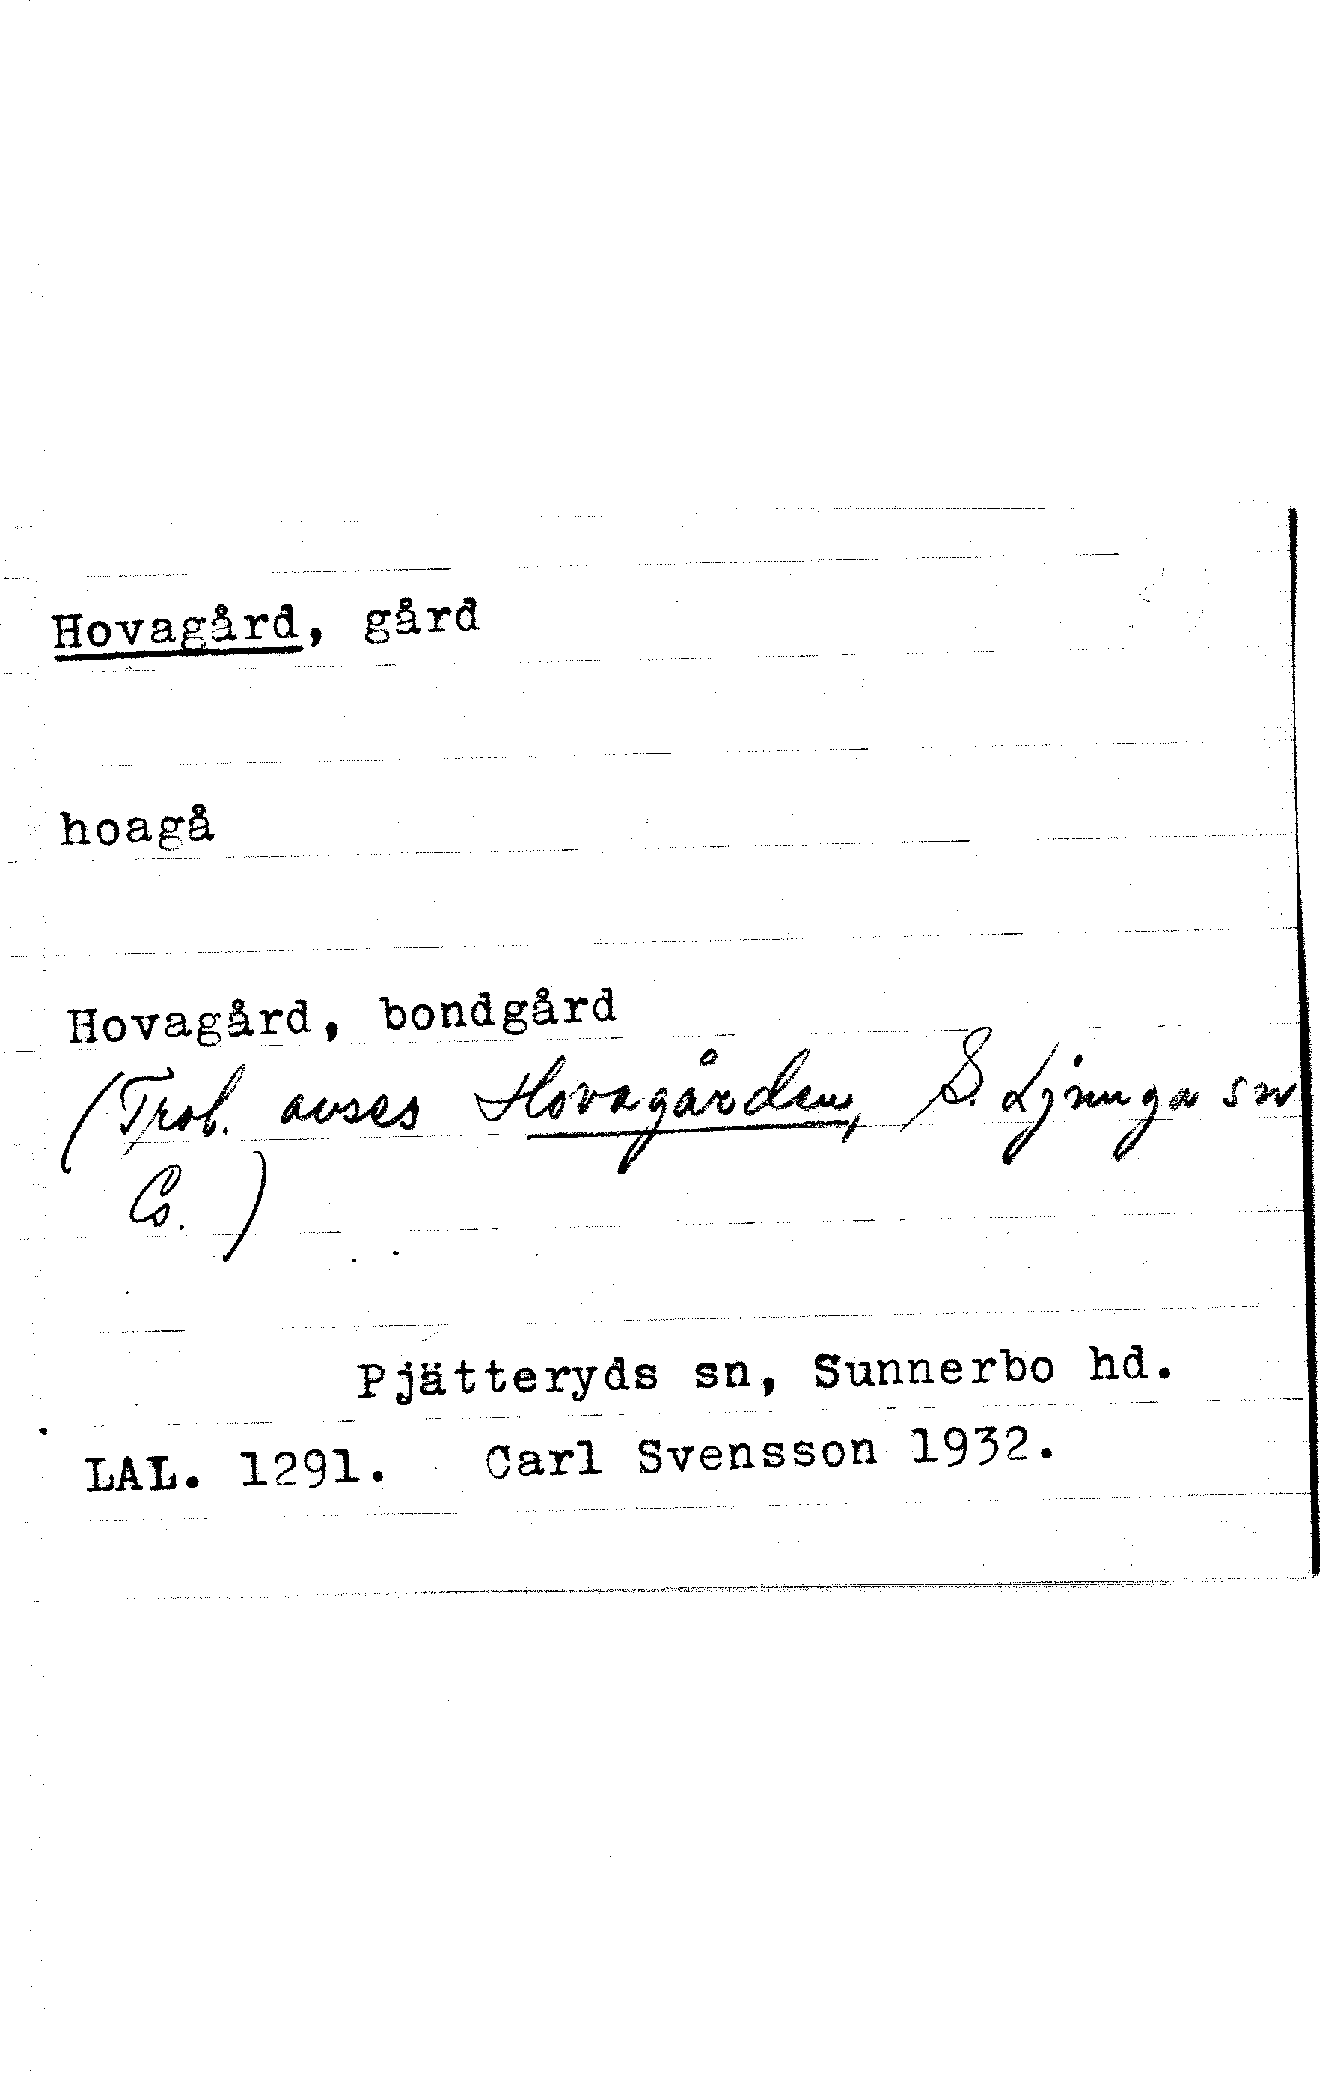 Hovagård, gård
hoagå
Hovagård, bondgård
(Trol. avses Hovagården, S. Ljunga sn
Co.)
Pjätteryds sn, Sunnerbo hd.
LAL. 1291. Carl Svensson 1932.